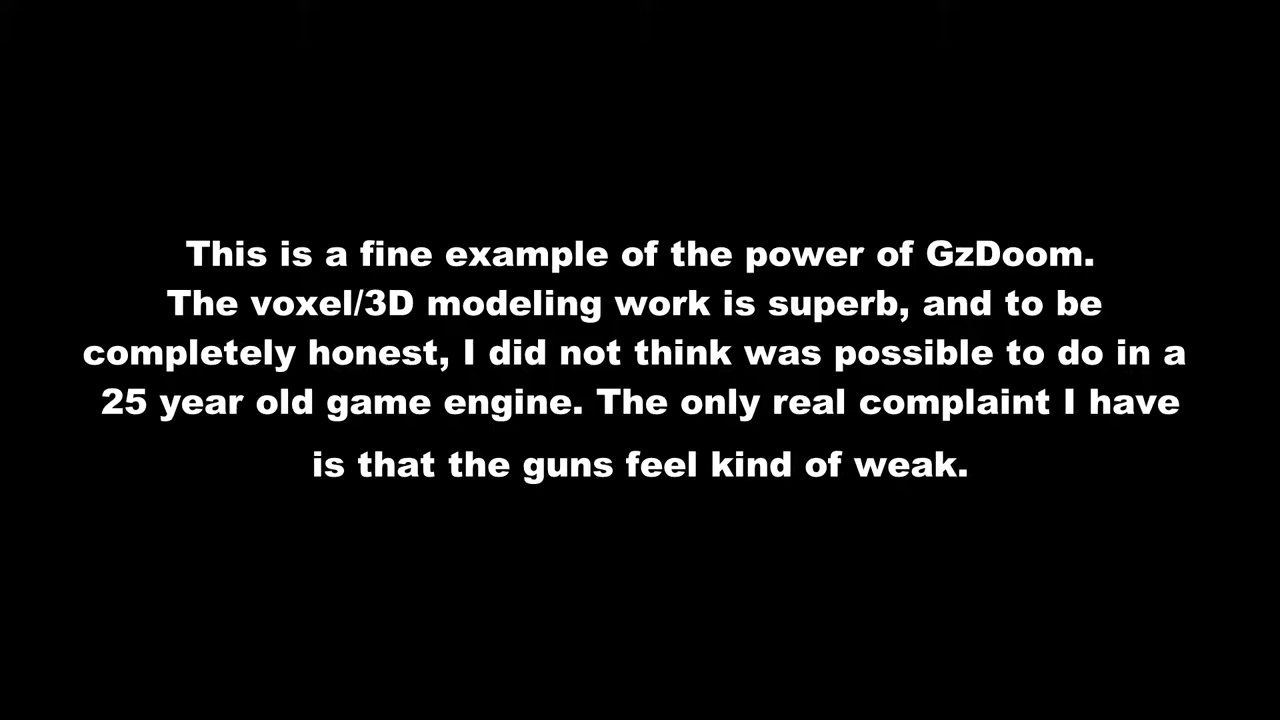 This is a fine example of the power of GzDoom.
The voxel/3D modeling work is superb, and to be
completely honest, I did not think was possible to do in a
25 year old game engine. The only real complaint I have
is that the guns feel kind of weak.